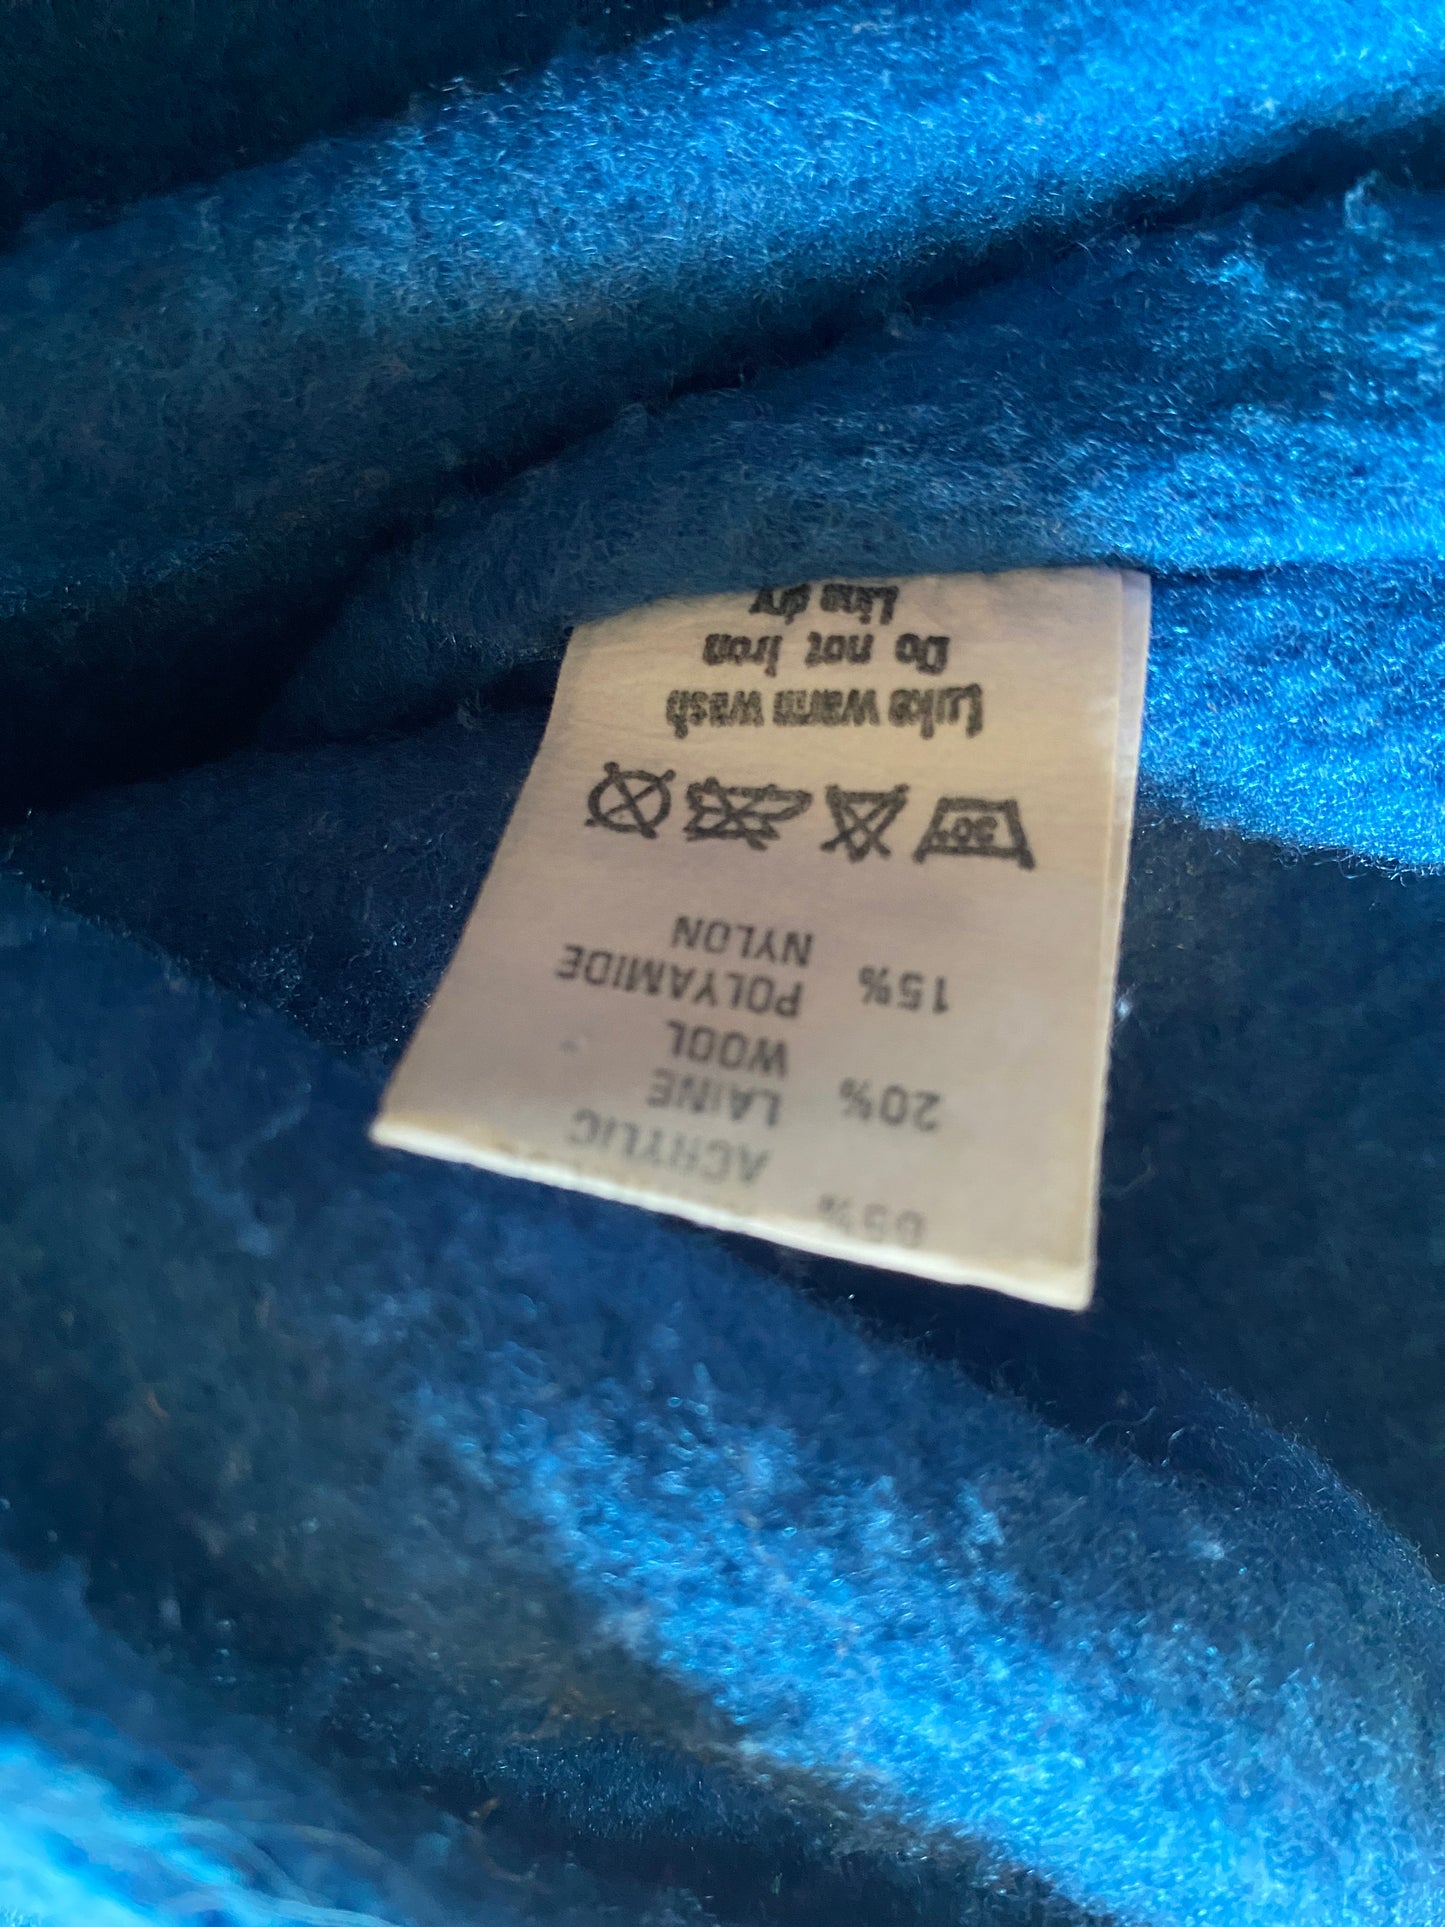 65%
ACRYLIC
20% LAINE
WOOL
15% POLYAMIDE
NYLON
30°
Luke warm wash
Do not iron
Line dry